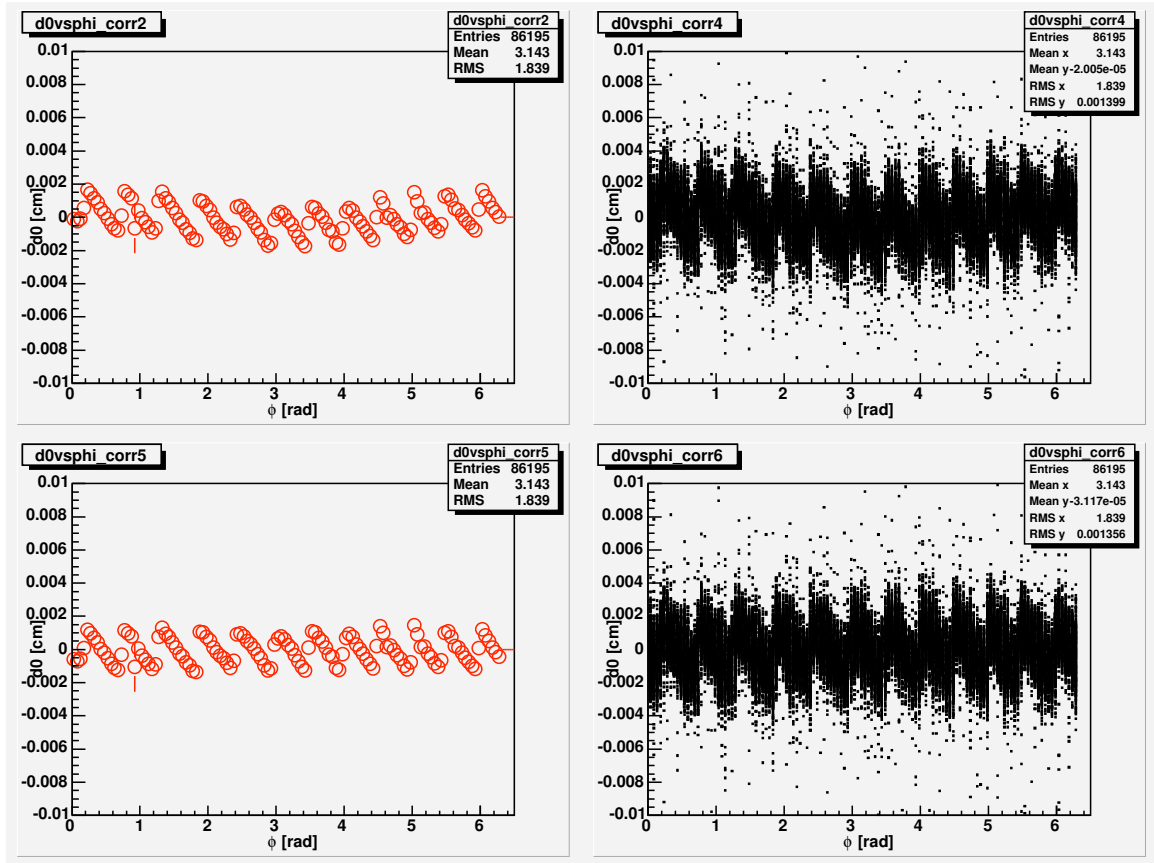 d0vsphi_corr2
d0vsphi_corr2
Entries 86195
Mean 3.143
RMS 1.839
0.01
0.008
0.006
0.004
0.002
0
-0.002
-0.004
-0.006
-0.008
-0.01
d0 [cm]
0 1 2 3 4 5 6
ϕ [rad]
d0vsphi_corr4
d0vsphi_corr4
Entries 86195
Mean x 3.143
Mean y -2.005e-05
RMS x 1.839
RMS y 0.001399
0.01
0.008
0.006
0.004
0.002
0
-0.002
-0.004
-0.006
-0.008
-0.01
d0 [cm]
0 1 2 3 4 5 6
ϕ [rad]
d0vsphi_corr5
d0vsphi_corr5
Entries 86195
Mean 3.143
RMS 1.839
0.01
0.008
0.006
0.004
0.002
0
-0.002
-0.004
-0.006
-0.008
-0.01
d0 [cm]
0 1 2 3 4 5 6
ϕ [rad]
d0vsphi_corr6
d0vsphi_corr6
Entries 86195
Mean x 3.143
Mean y -3.117e-05
RMS x 1.839
RMS y 0.001356
0.01
0.008
0.006
0.004
0.002
0
-0.002
-0.004
-0.006
-0.008
-0.01
d0 [cm]
0 1 2 3 4 5 6
ϕ [rad]